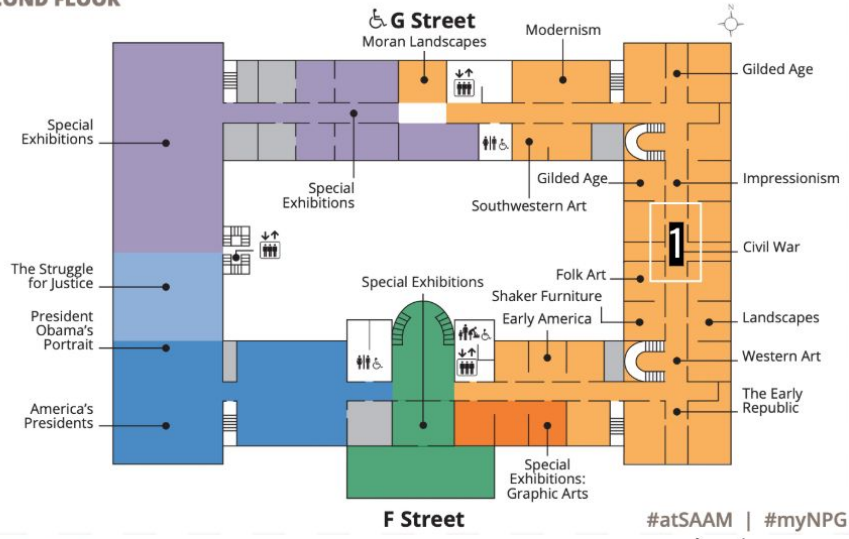 G Street
N
Moran Landscapes
Modernism
Gilded Age
Special
Exhibitions
Special
Exhibitions
Gilded Age
Impressionism
Southwestern Art
1
Civil War
The Struggle
for Justice
Special Exhibitions
Folk Art
Shaker Furniture
President
Obama's
Portrait
Early America
Landscapes
Western Art
America's
Presidents
The Early
Republic
Special
Exhibitions:
Graphic Arts
F Street
#atSAAM | #myNPG